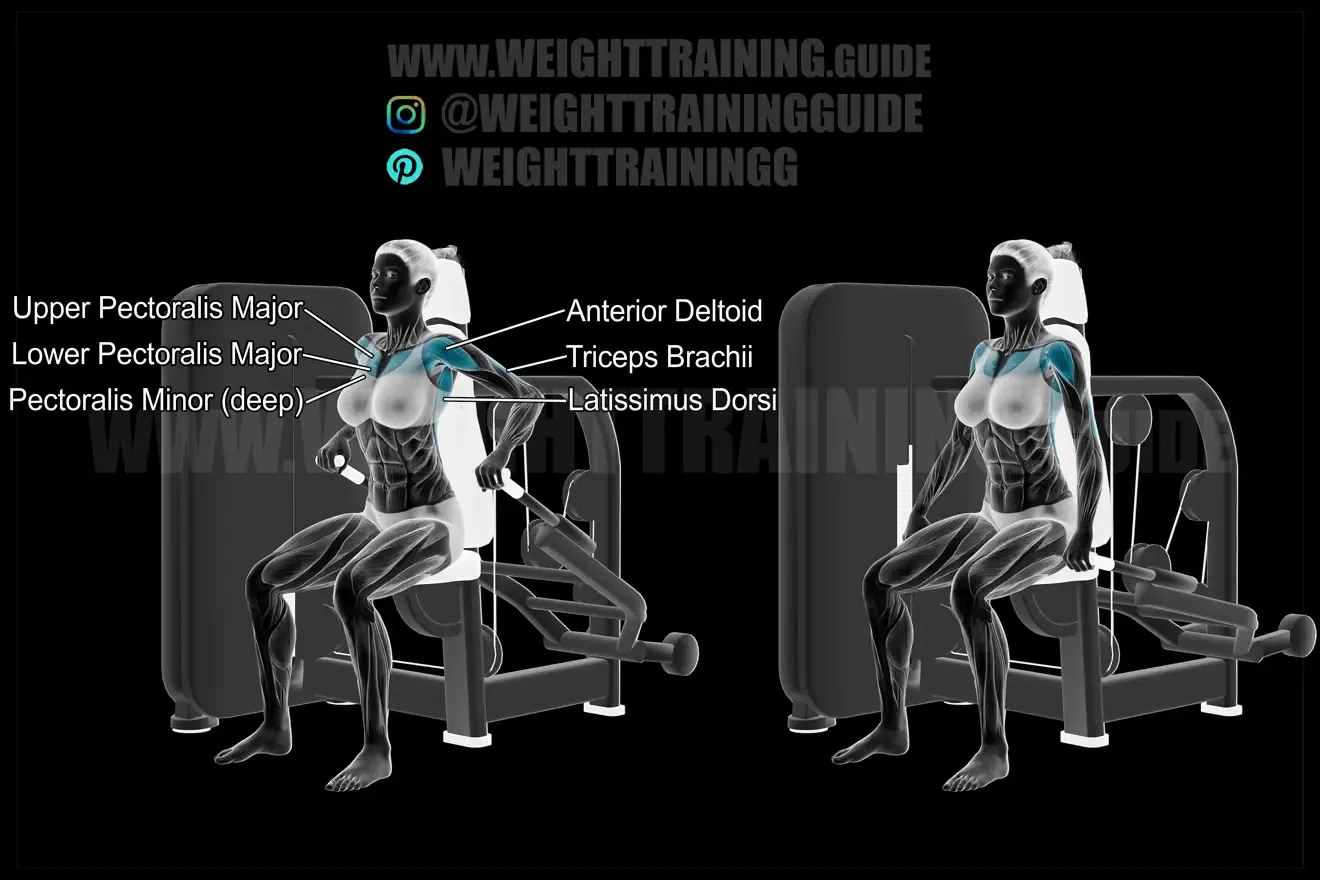 WWW.WEIGHTTRAINING.GUIDE
@WEIGHTTRAININGGUIDE
WEIGHTTRAININGG
Upper Pectoralis Major
Lower Pectoralis Major
Pectoralis Minor (deep)
Anterior Deltoid
Triceps Brachii
Latissimus Dorsi
WWW.WEIGHTTRAINING.GUIDE